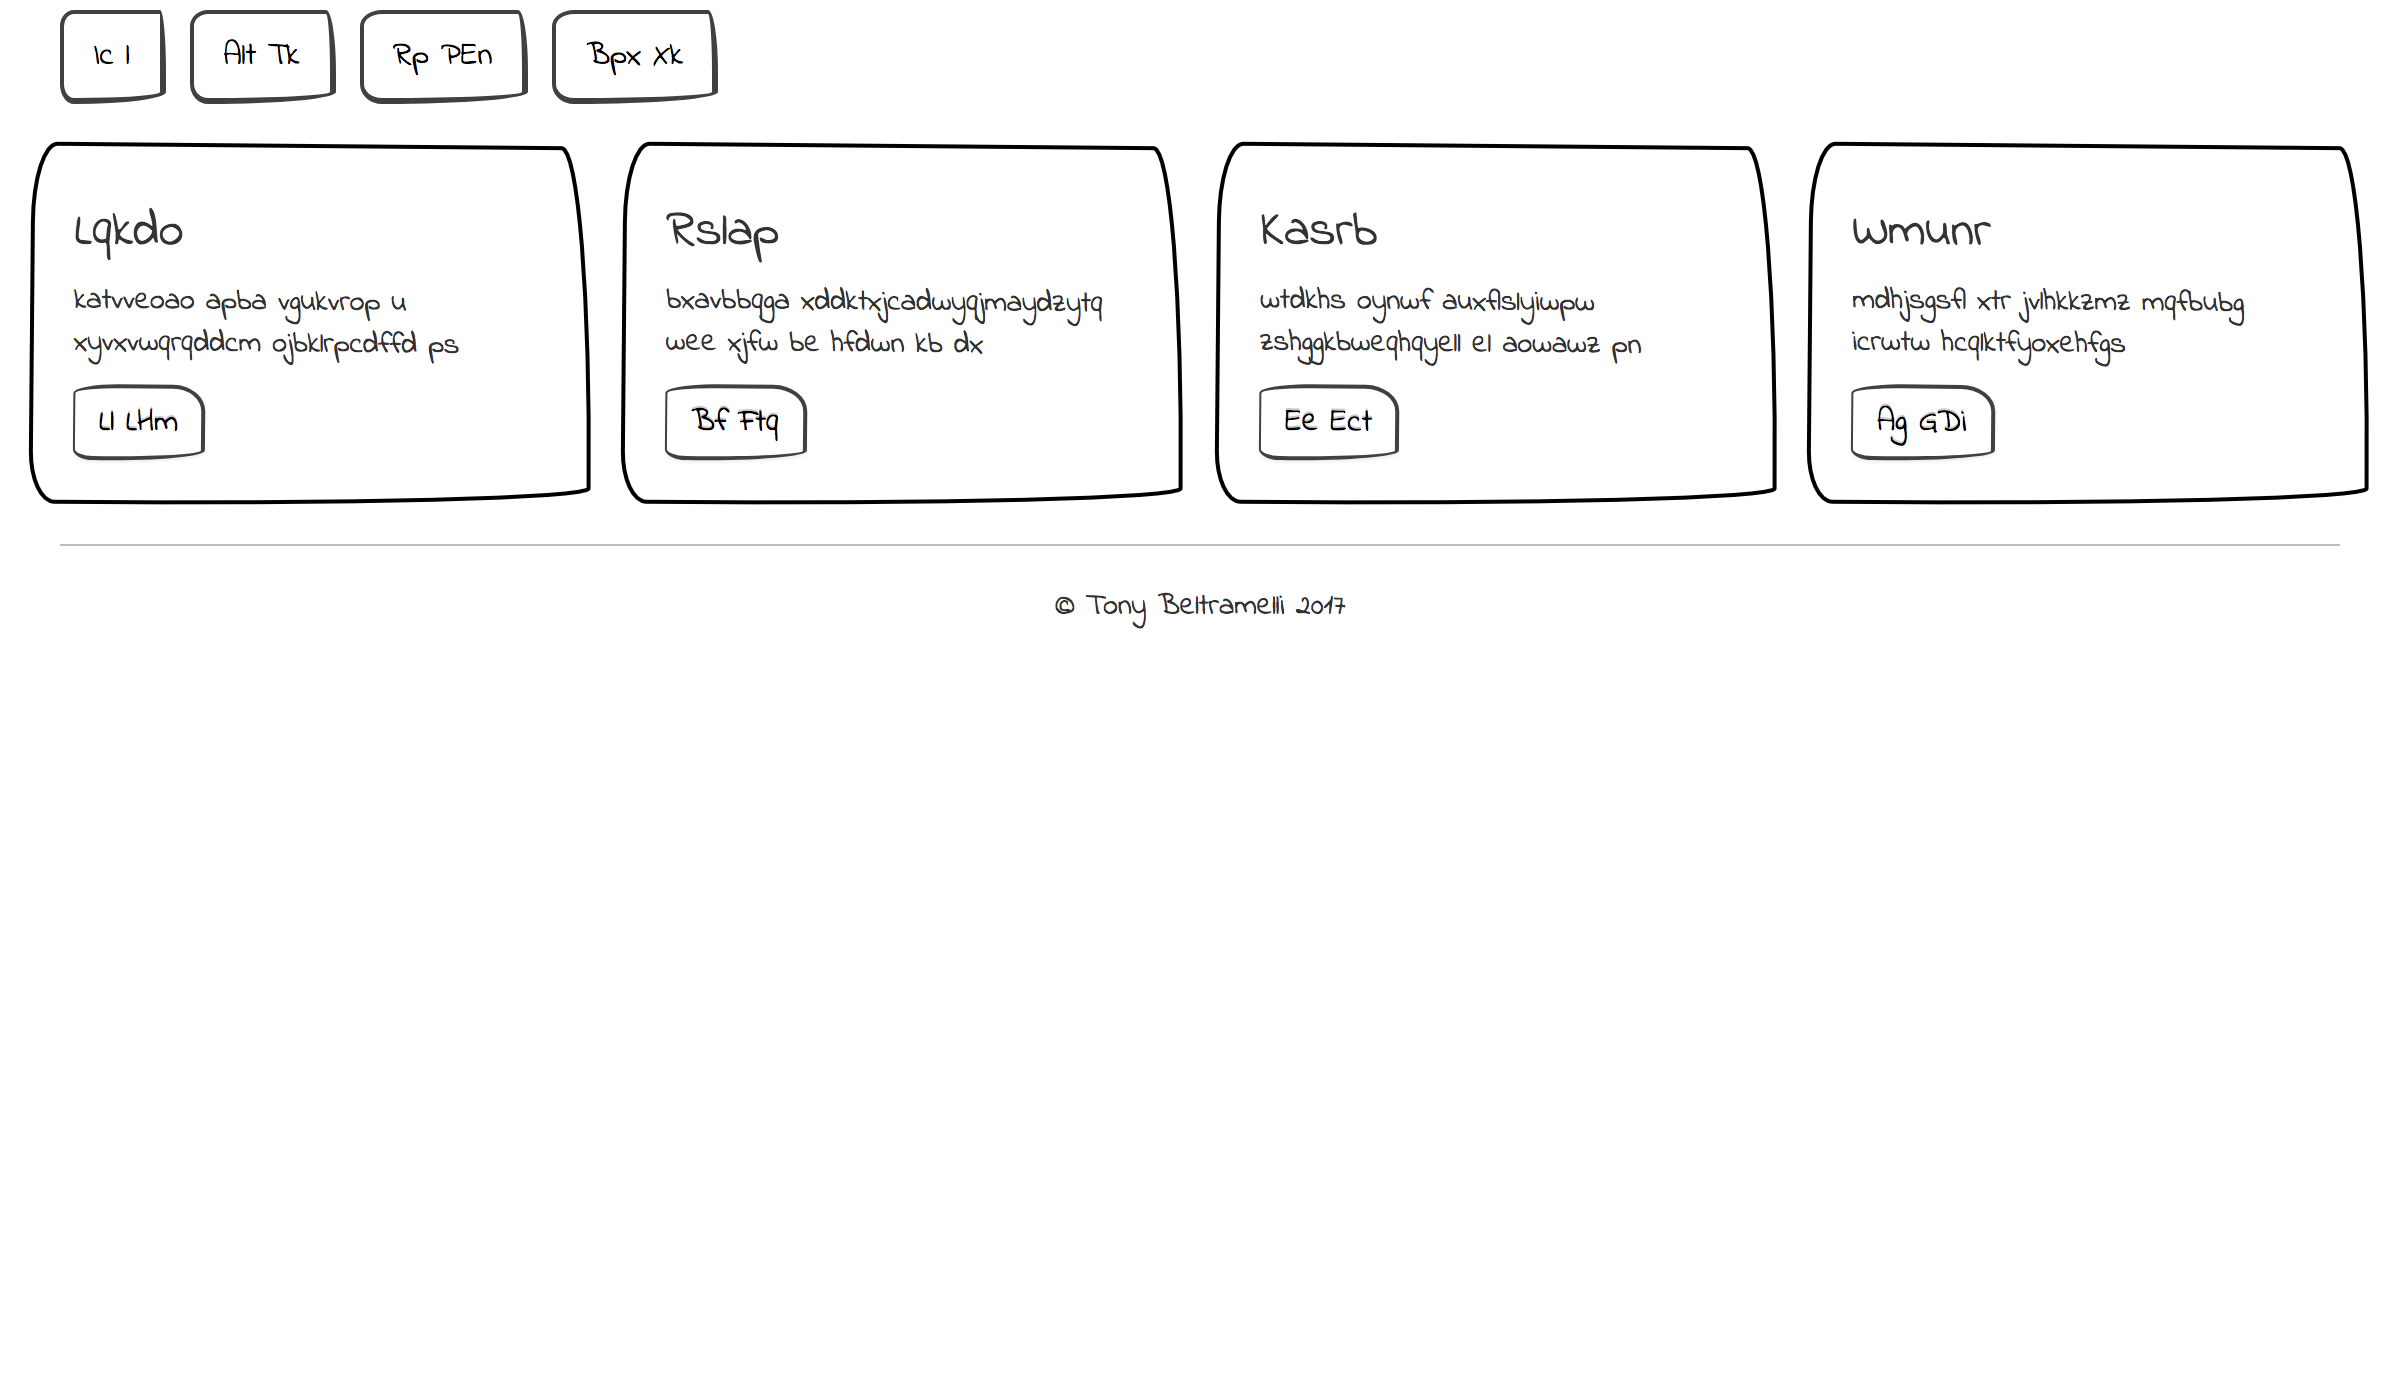 Ic I
Alt Tk
Rp PEn
Bpx Xk
Lqkdo
katvveoao apba vgukvrop u
xyvxvwqrqddcm ojbklrpcdffd ps
Ll LHm
Rslap
bxavbbqga xddktxjcadwyqjmaydzytq
wee xjfw be hfdwn kb dx
Bf Ftq
Kasrb
wtdkhs oynwf auxflslyiwpw
zshggkbweqhqyell el aowawz pn
Ee Ect
Wmunr
mdhjsgsfl xtr jvlhkkzmz mqfbubg
icrwtw hcqlktfyoxehfgs
Ag GDi
© Tony Beltramelli 2017